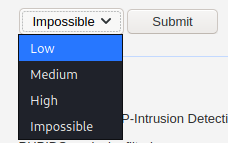 Impossible Submit
Low
Medium
High
Impossible
P-Intrusion Detecti